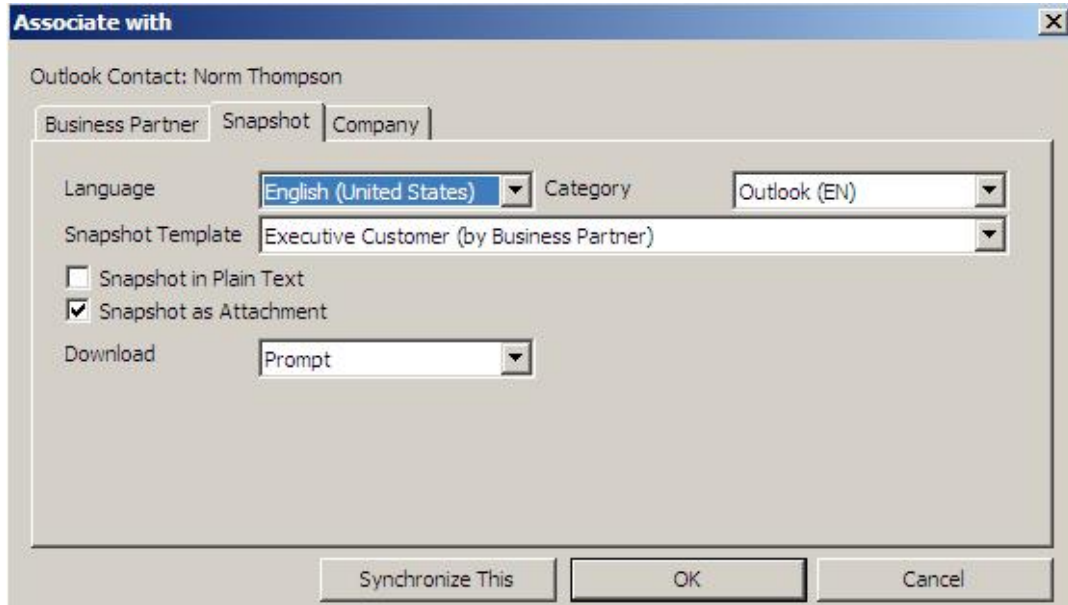 Associate with
Outlook Contact: Norm Thompson
Business Partner Snapshot Company
Language English (United States) Category Outlook (EN)
Snapshot Template Executive Customer (by Business Partner)
Snapshot in Plain Text
Snapshot as Attachment
Download Prompt
Synchronize This OK Cancel